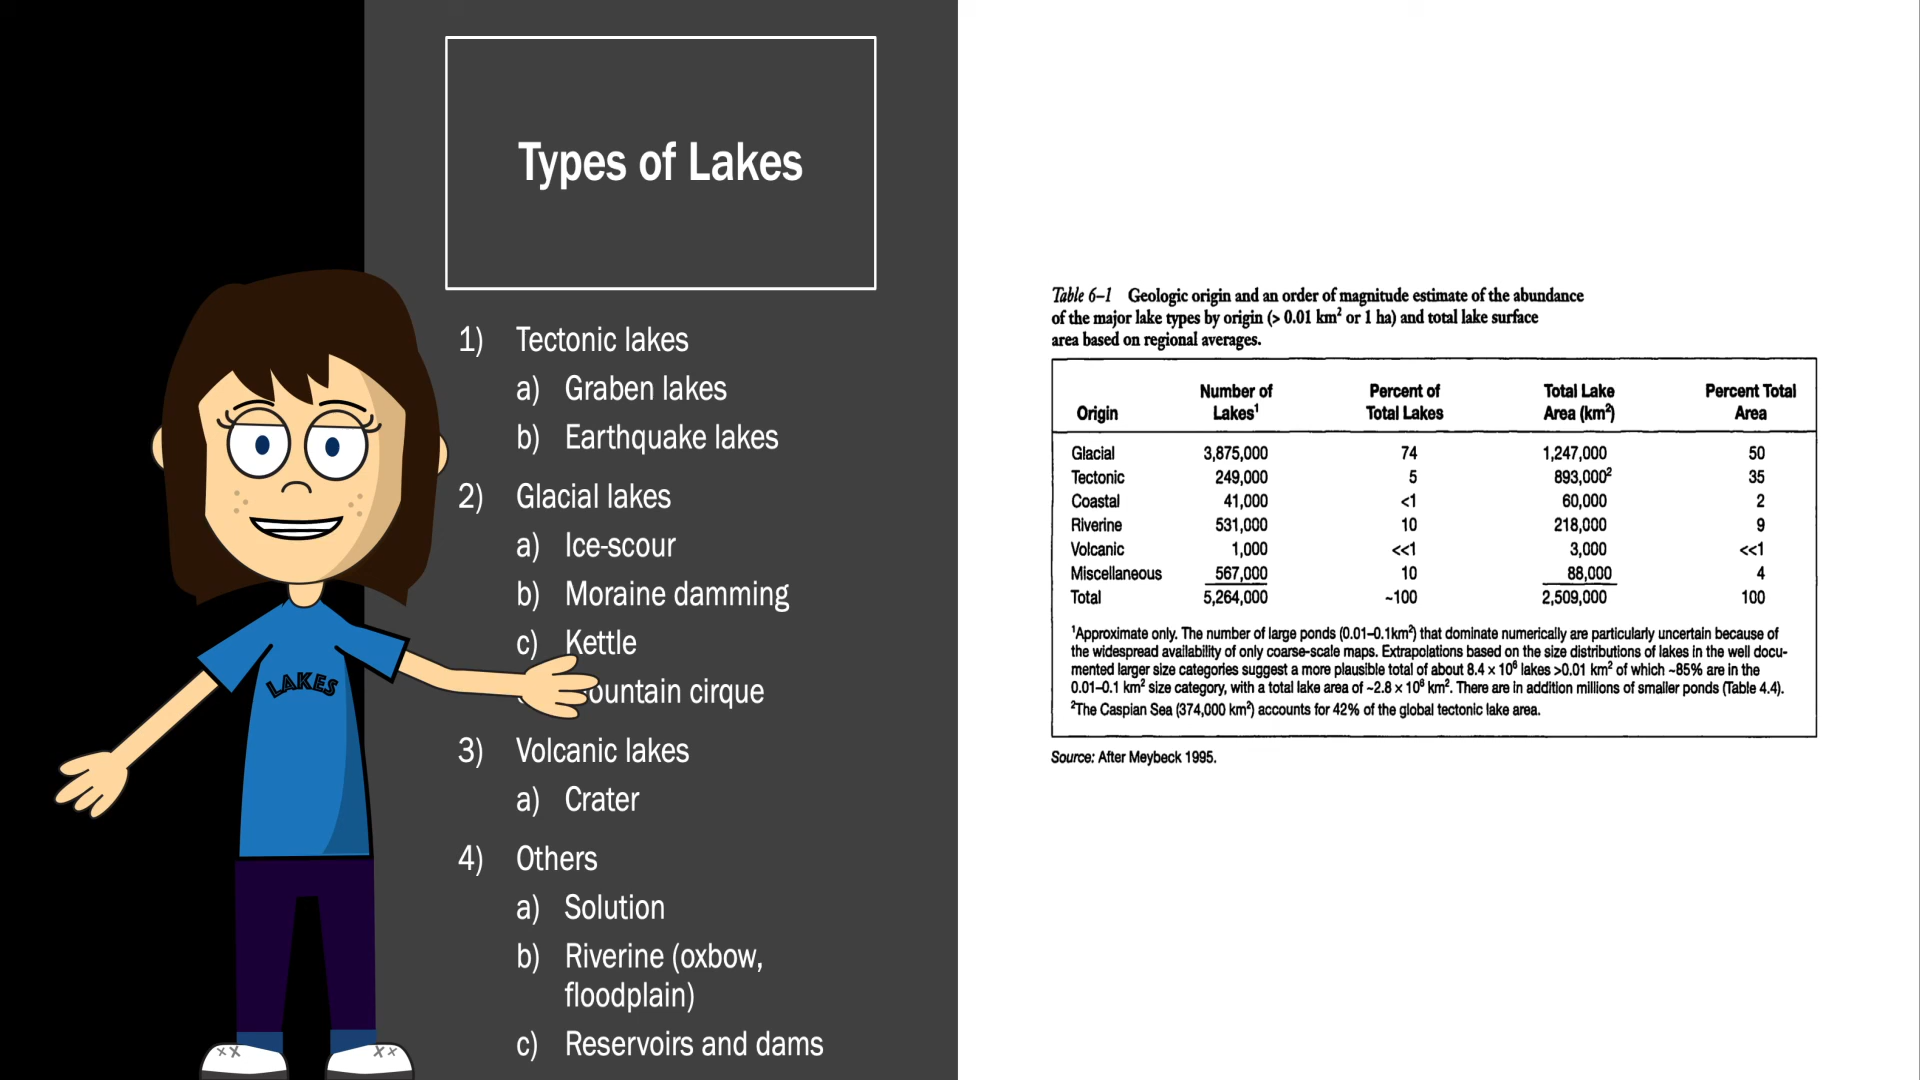 Types of Lakes
1) Tectonic lakes
a) Graben lakes
b) Earthquake lakes
2) Glacial lakes
a) Ice-scour
b) Moraine damming
c) Kettle
ountain cirque
3) Volcanic lakes
a) Crater
4) Others
a) Solution
b) Riverine (oxbow,
floodplain)
c) Reservoirs and dams
LAKES
Table 6–1 Geologic origin and an order of magnitude estimate of the abundance
of the major lake types by origin (> 0.01 km² or 1 ha) and total lake surface
area based on regional averages.
Number of Percent of Total Lake Percent Total
Origin Lakes¹ Total Lakes Area (km²) Area
Glacial 3,875,000 74 1,247,000 50
Tectonic 249,000 5 893,000² 35
Coastal 41,000 <1 60,000 2
Riverine 531,000 10 218,000 9
Volcanic 1,000 <<1 3,000 <<1
Miscellaneous 567,000 10 88,000 4
Total 5,264,000 ~100 2,509,000 100
¹Approximate only. The number of large ponds (0.01–0.1km²) that dominate numerically are particularly uncertain because of
the widespread availability of only coarse-scale maps. Extrapolations based on the size distributions of lakes in the well docu-
mented larger size categories suggest a more plausible total of about 8.4 × 10⁶ lakes >0.01 km² of which ~85% are in the
0.01–0.1 km² size category, with a total lake area of ~2.8 × 10⁶ km². There are in addition millions of smaller ponds (Table 4.4).
²The Caspian Sea (374,000 km²) accounts for 42% of the global tectonic lake area.
Source: After Meybeck 1995.